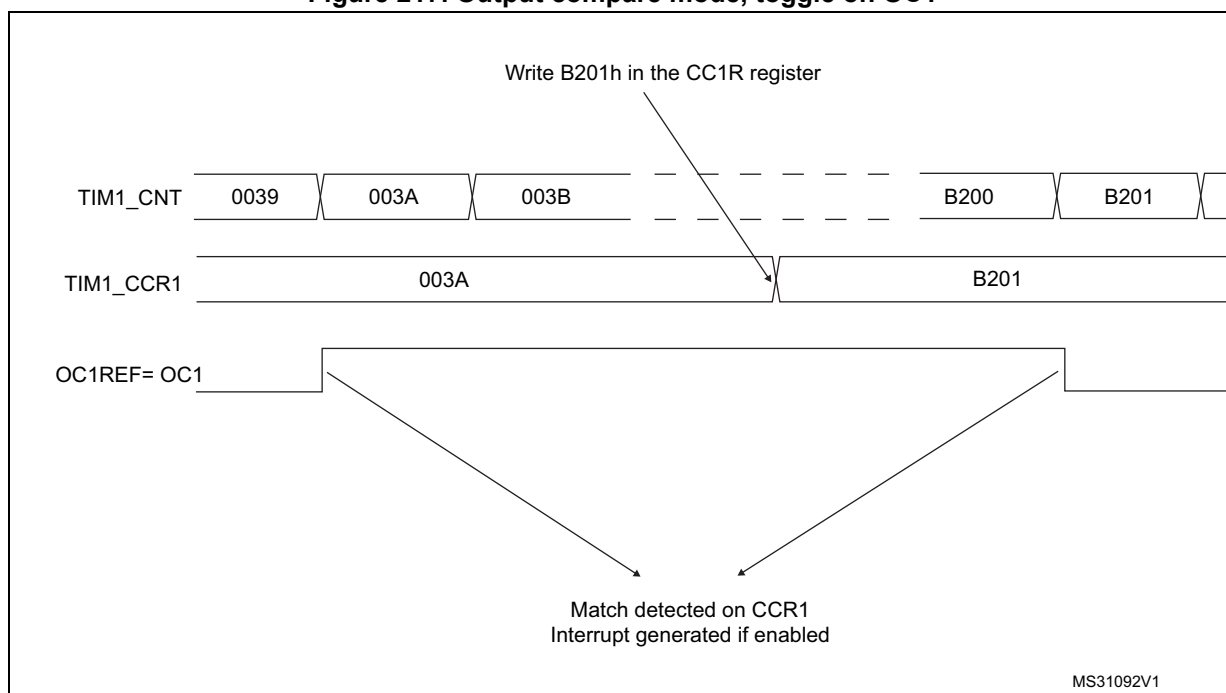 Write B201h in the CC1R register
TIM1_CNT 0039 003A 003B B200 B201
TIM1_CCR1 003A B201
OC1REF= OC1
Match detected on CCR1
Interrupt generated if enabled
MS31092V1